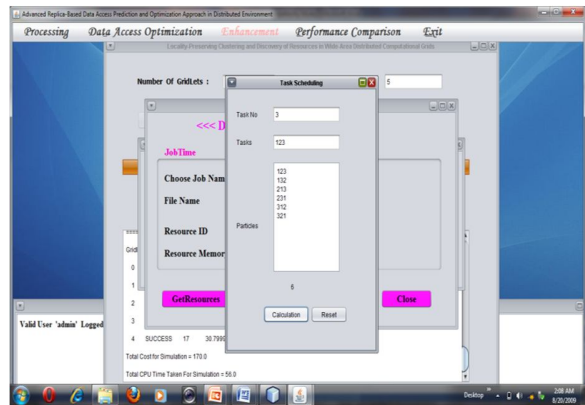 Advanced Replica-Based Data Access Prediction and Optimization Approach in Distributed Environment
Processing Data Access Optimization Enhancement Performance Comparison Exit
Locality-Preserving Clustering and Discovery of Resources in Wide-Area Distributed Computational Grids
Number Of GridLets :
5
Task Scheduling
<<< D
Task No 3
Tasks 123
JobTime
Choose Job Nam
File Name
Resource ID
Resource Memor
Particles
123
132
213
231
312
321
6
GetResources
Close
Calculation Reset
Grid
0
1
2
3
4 SUCCESS 17
Total Cost for Simulation = 170.0
Total CPU Time Taken For Simulation = 55.0
Valid User 'admin' Logged
Desktop
2:08 AM
6/20/2009